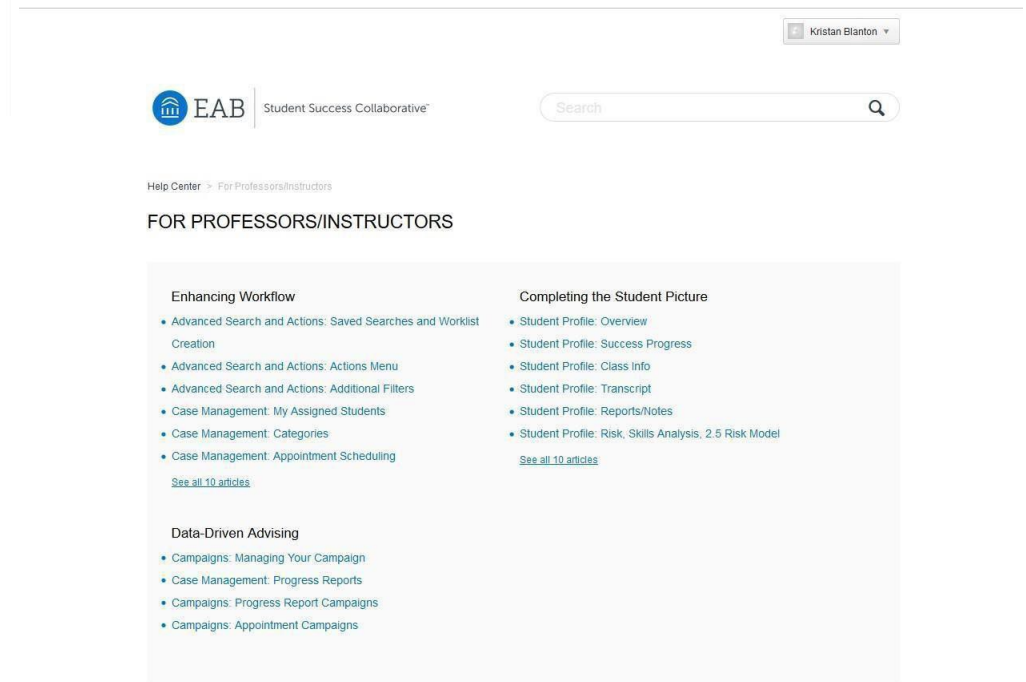 Kristan Blanton
EAB
Student Success Collaborative™
Search
Help Center > For Professors/Instructors
FOR PROFESSORS/INSTRUCTORS
Enhancing Workflow
Advanced Search and Actions: Saved Searches and Worklist
Creation
Advanced Search and Actions: Actions Menu
Advanced Search and Actions: Additional Filters
Case Management: My Assigned Students
Case Management: Categories
Case Management: Appointment Scheduling
See all 10 articles
Completing the Student Picture
Student Profile: Overview
Student Profile: Success Progress
Student Profile: Class Info
Student Profile: Transcript
Student Profile: Reports/Notes
Student Profile: Risk, Skills Analysis, 2.5 Risk Model
See all 10 articles
Data-Driven Advising
Campaigns: Managing Your Campaign
Case Management: Progress Reports
Campaigns: Progress Report Campaigns
Campaigns: Appointment Campaigns